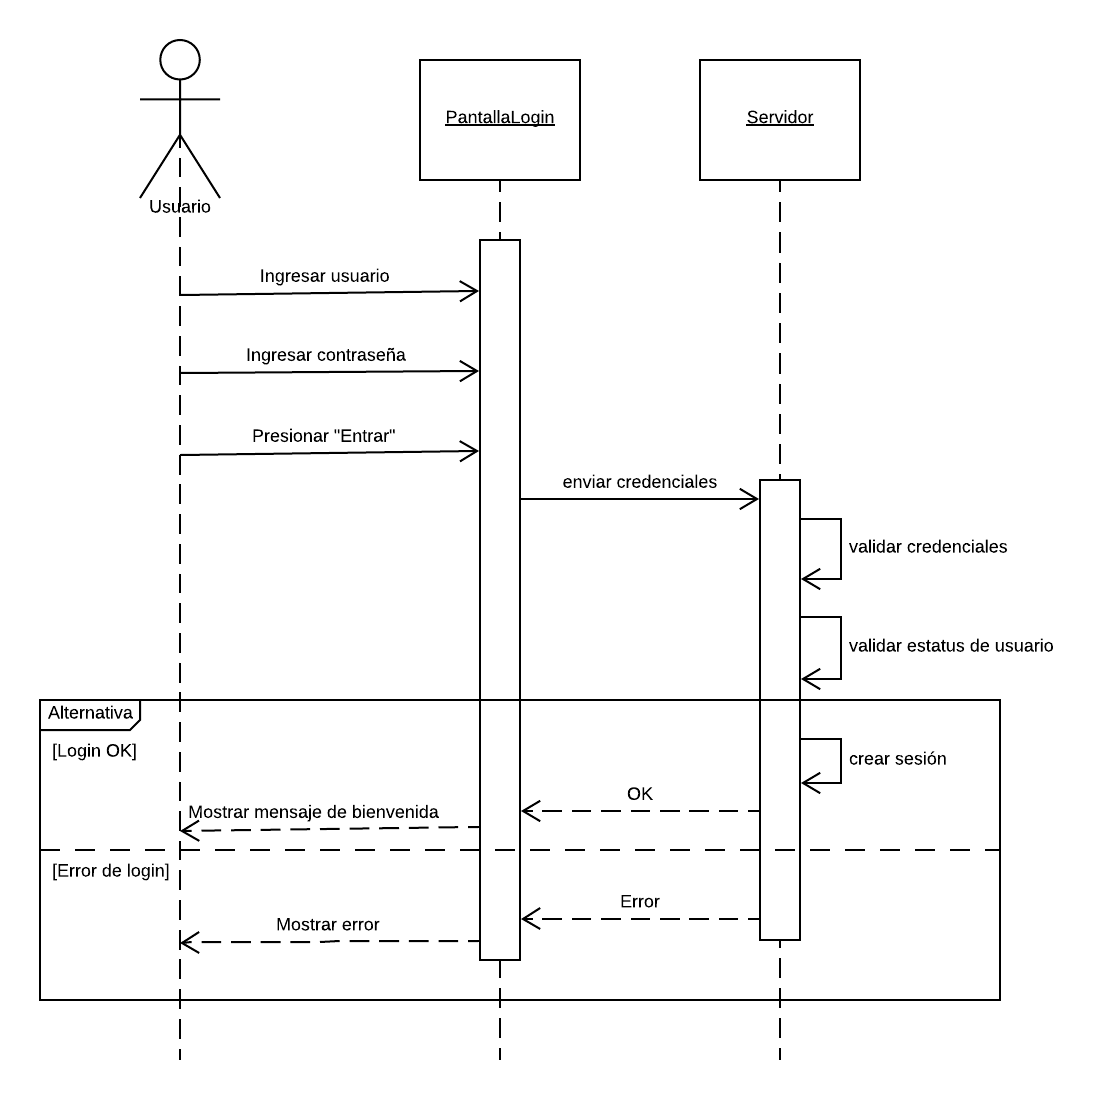 PantallaLogin
Servidor
Usuario
Ingresar usuario
Ingresar contraseña
Presionar "Entrar"
enviar credenciales
validar credenciales
validar estatus de usuario
Alternativa
[Login OK]
crear sesión
OK
Mostrar mensaje de bienvenida
[Error de login]
Error
Mostrar error